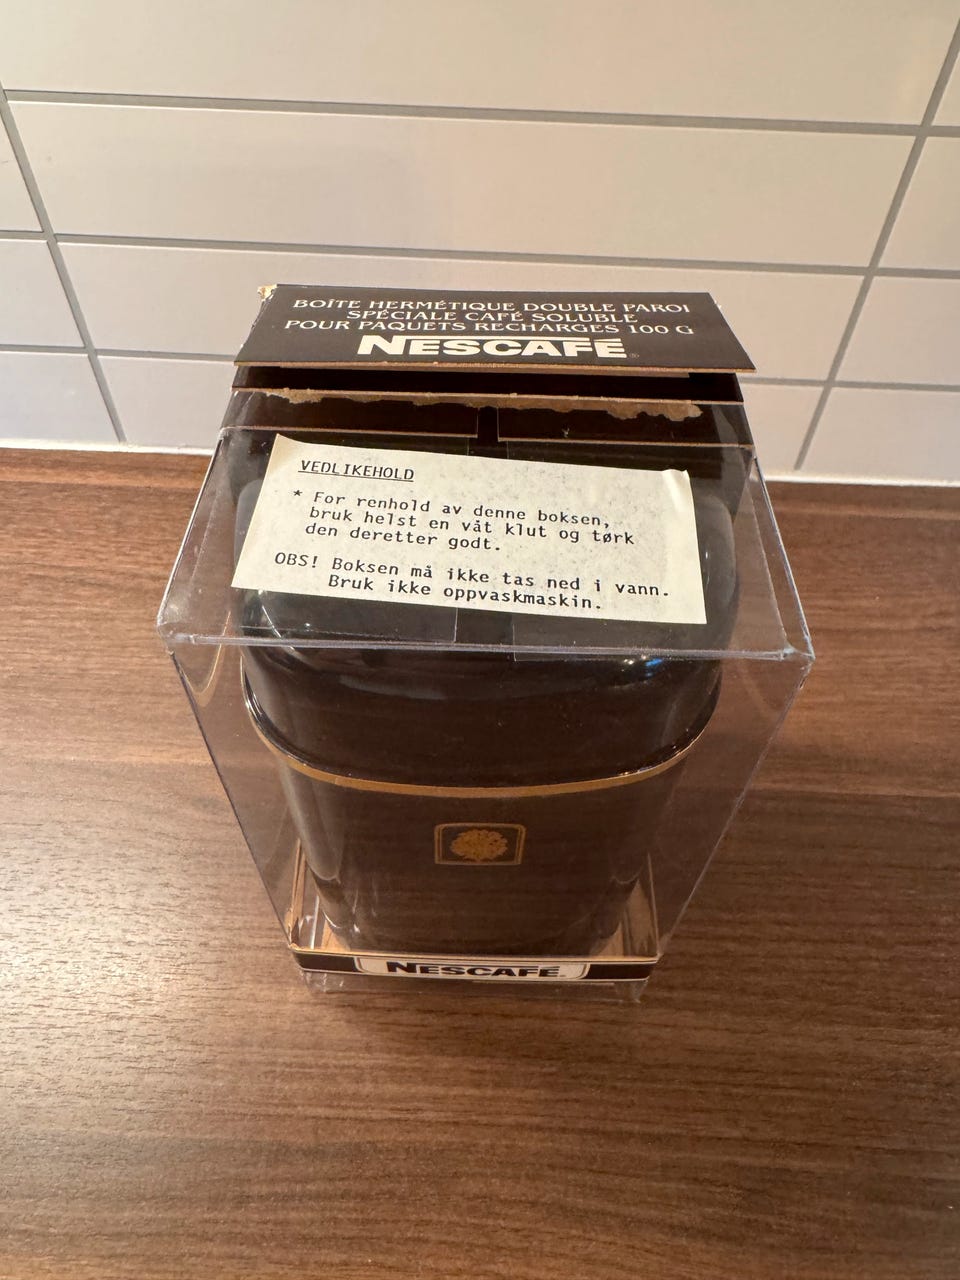 BOÎTE HERMÉTIQUE DOUBLE PAROI
SPÉCIALE CAFÉ SOLUBLE
POUR PAQUETS RECHARGES 100 G
NESCAFÉ®
VEDLIKEHOLD
* For renhold av denne boksen,
bruk helst en våt klut og tørk
den deretter godt.
OBS! Boksen må ikke tas ned i vann.
Bruk ikke oppvaskmaskin.
NESCAFÉ®